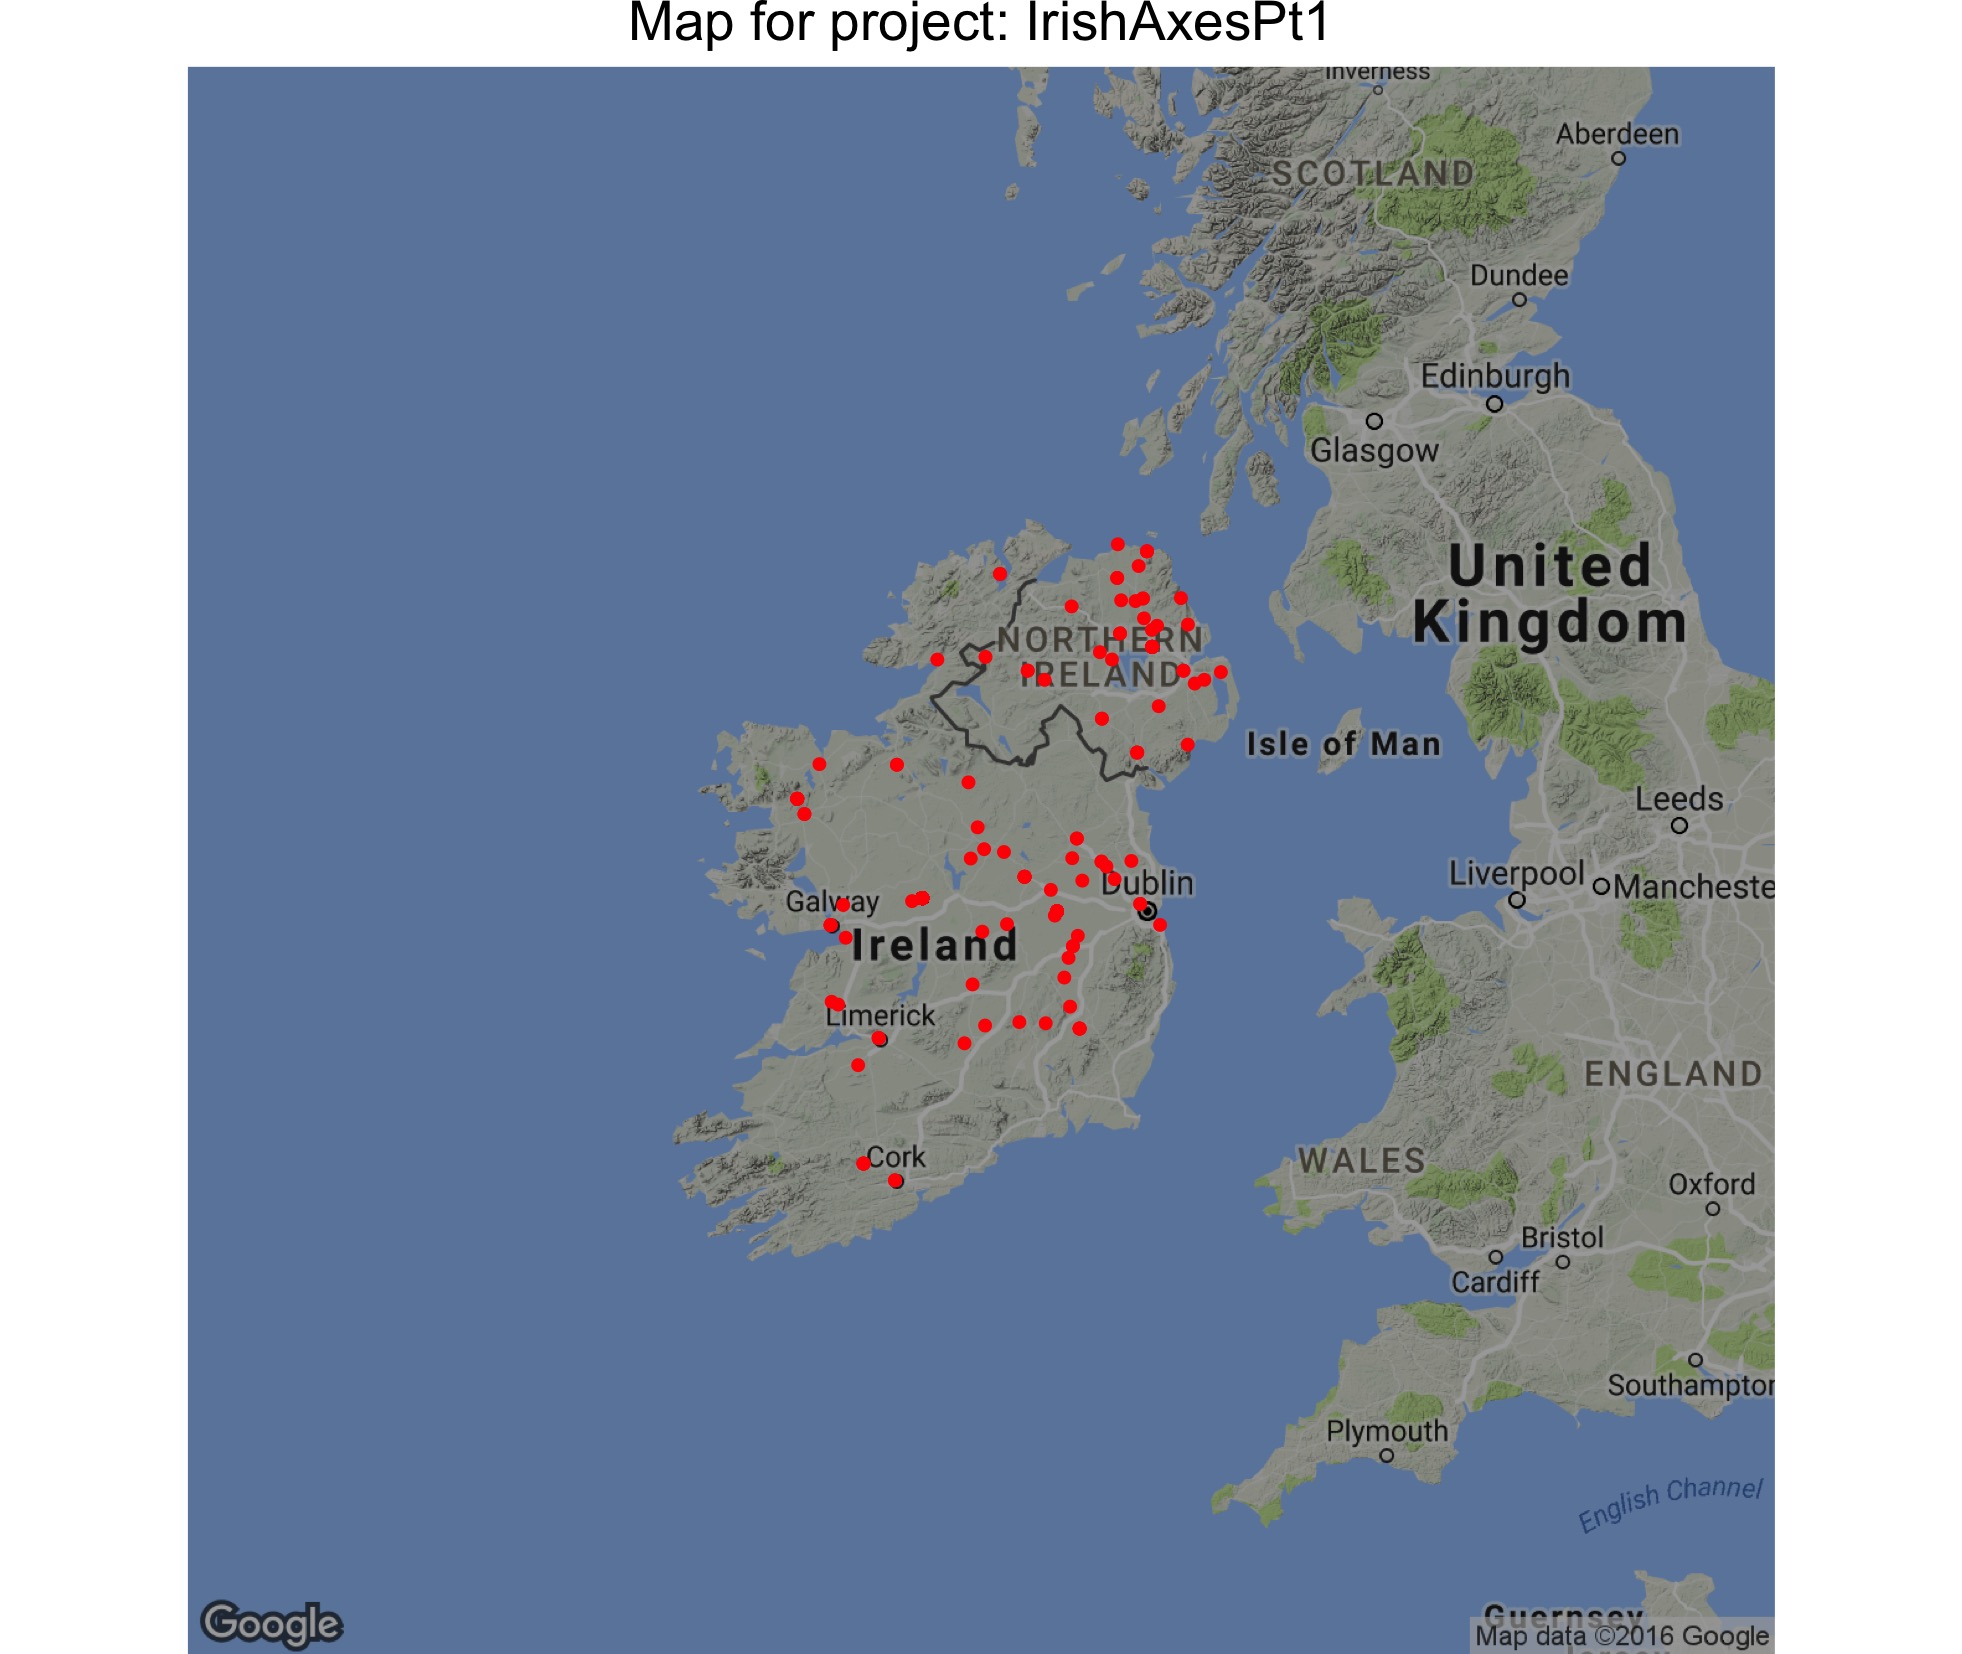 Map for project: IrishAxesPt1
Inverness
Aberdeen
SCOTLAND
Dundee
Edinburgh
Glasgow
United
Kingdom
NORTHERN
IRELAND
Isle of Man
Leeds
Liverpool
Mancheste
Dublin
Galway
Ireland
Limerick
ENGLAND
Cork
WALES
Oxford
Bristol
Cardiff
Southampton
Plymouth
English Channel
Guernsey
Google
Map data ©2016 Google